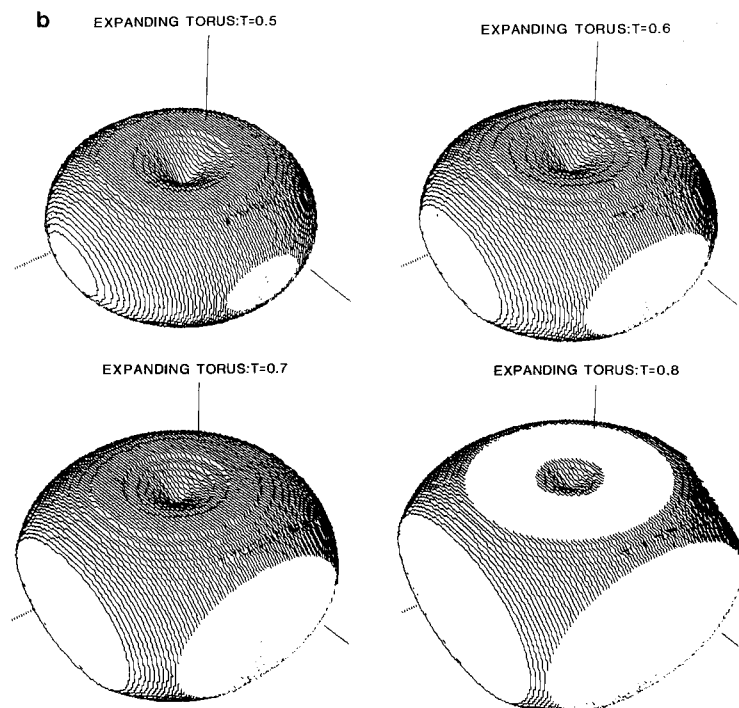 b
EXPANDING TORUS:T=0.5
EXPANDING TORUS:T=0.6
EXPANDING TORUS:T=0.7
EXPANDING TORUS:T=0.8